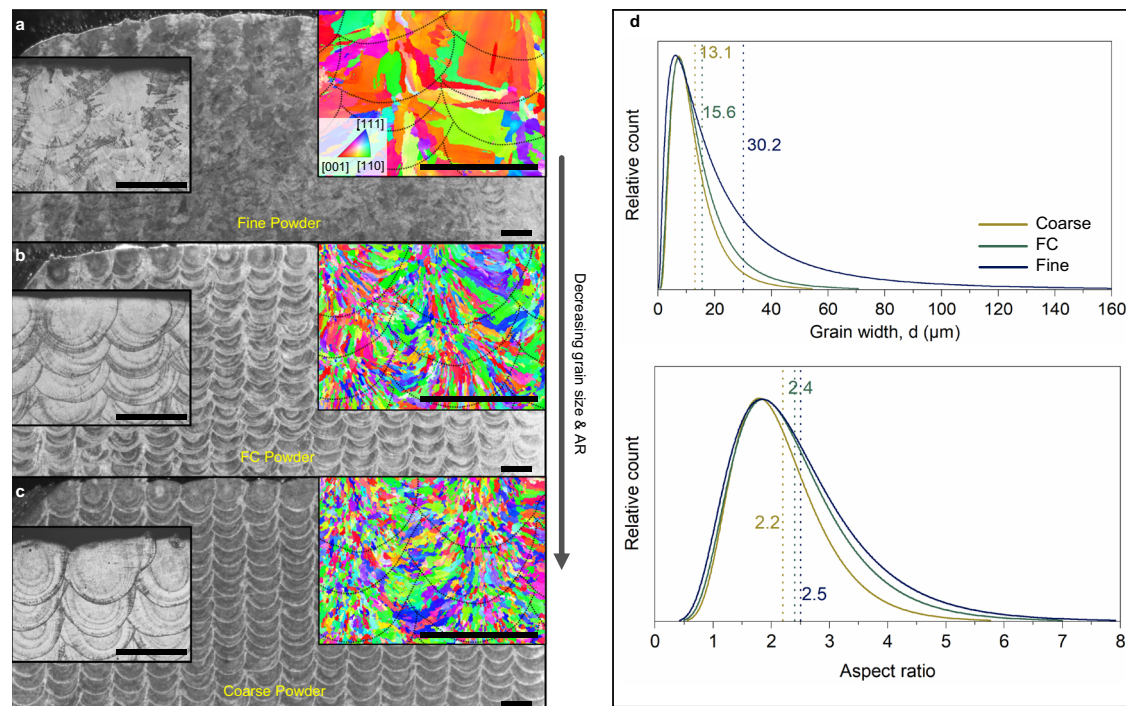 a
[111]
[001] [110]
Fine Powder
b
FC Powder
c
Coarse Powder
Decreasing grain size & AR
d
Relative count
13.1
15.6
30.2
Coarse
FC
Fine
0 20 40 60 80 100 120 140 160
Grain width, d (µm)
Relative count
2.4
2.2
2.5
0 1 2 3 4 5 6 7 8
Aspect ratio